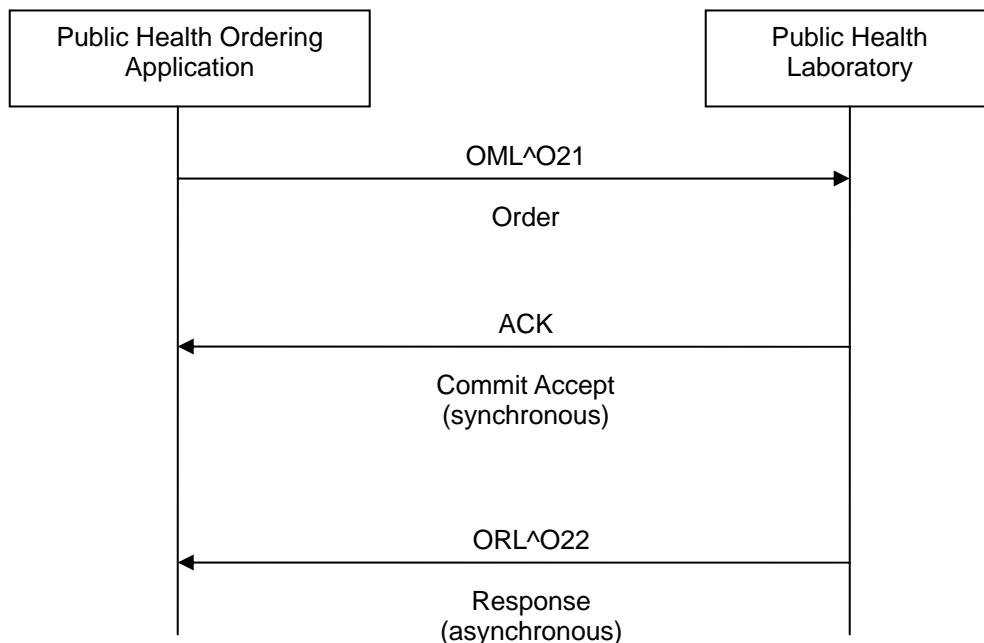 Public Health Ordering
Application
Public Health
Laboratory
OML^O21
Order
ACK
Commit Accept
(synchronous)
ORL^O22
Response
(asynchronous)